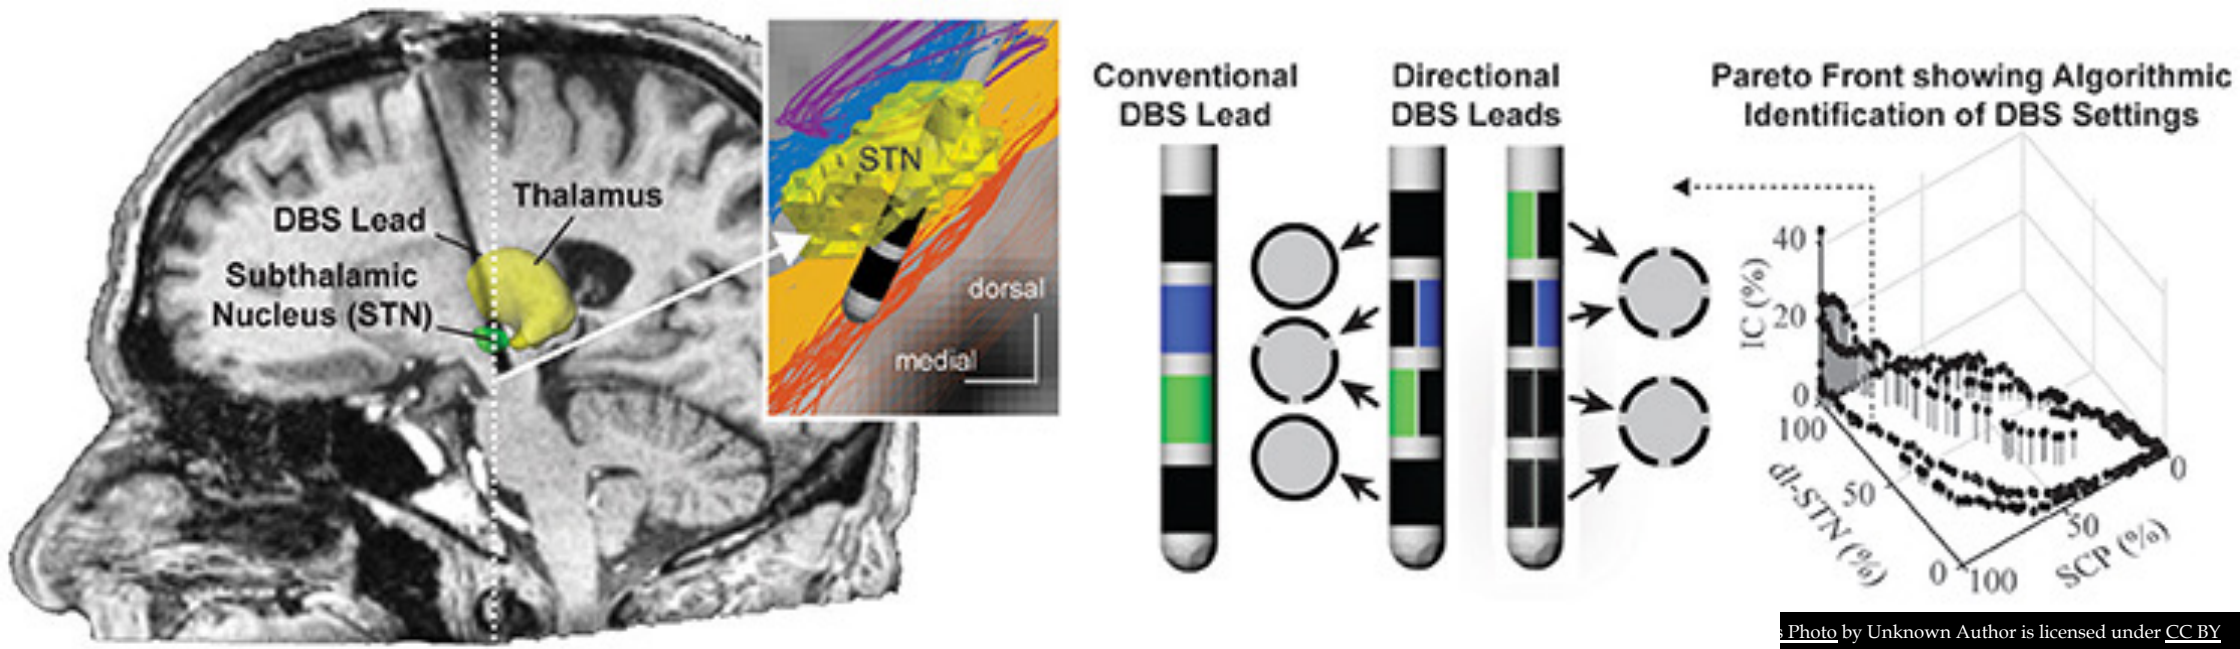 DBS Lead
Thalamus
Subthalamic
Nucleus (STN)
STN
dorsal
medial
Conventional
DBS Lead
Directional
DBS Leads
Pareto Front showing Algorithmic
Identification of DBS Settings
IC (%)
40
20
0
100
50
0
dl-STN (%)
100
50
0
SCP (%)
s Photo by Unknown Author is licensed under CC BY